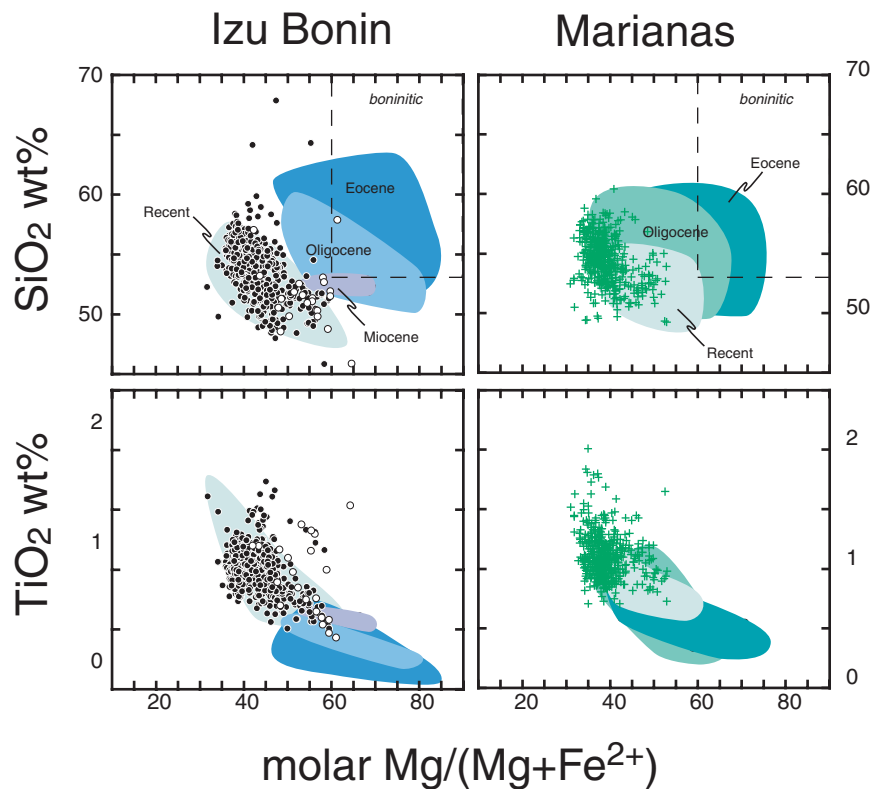 Izu Bonin
Marianas
SiO2 wt%
70
60
50
boninitic
Eocene
Recent
Oligocene
Miocene
boninitic
Eocene
Oligocene
Recent
70
60
50
TiO2 wt%
2
1
0
2
1
0
20 40 60 80
20 40 60 80
molar Mg/(Mg+Fe2+)